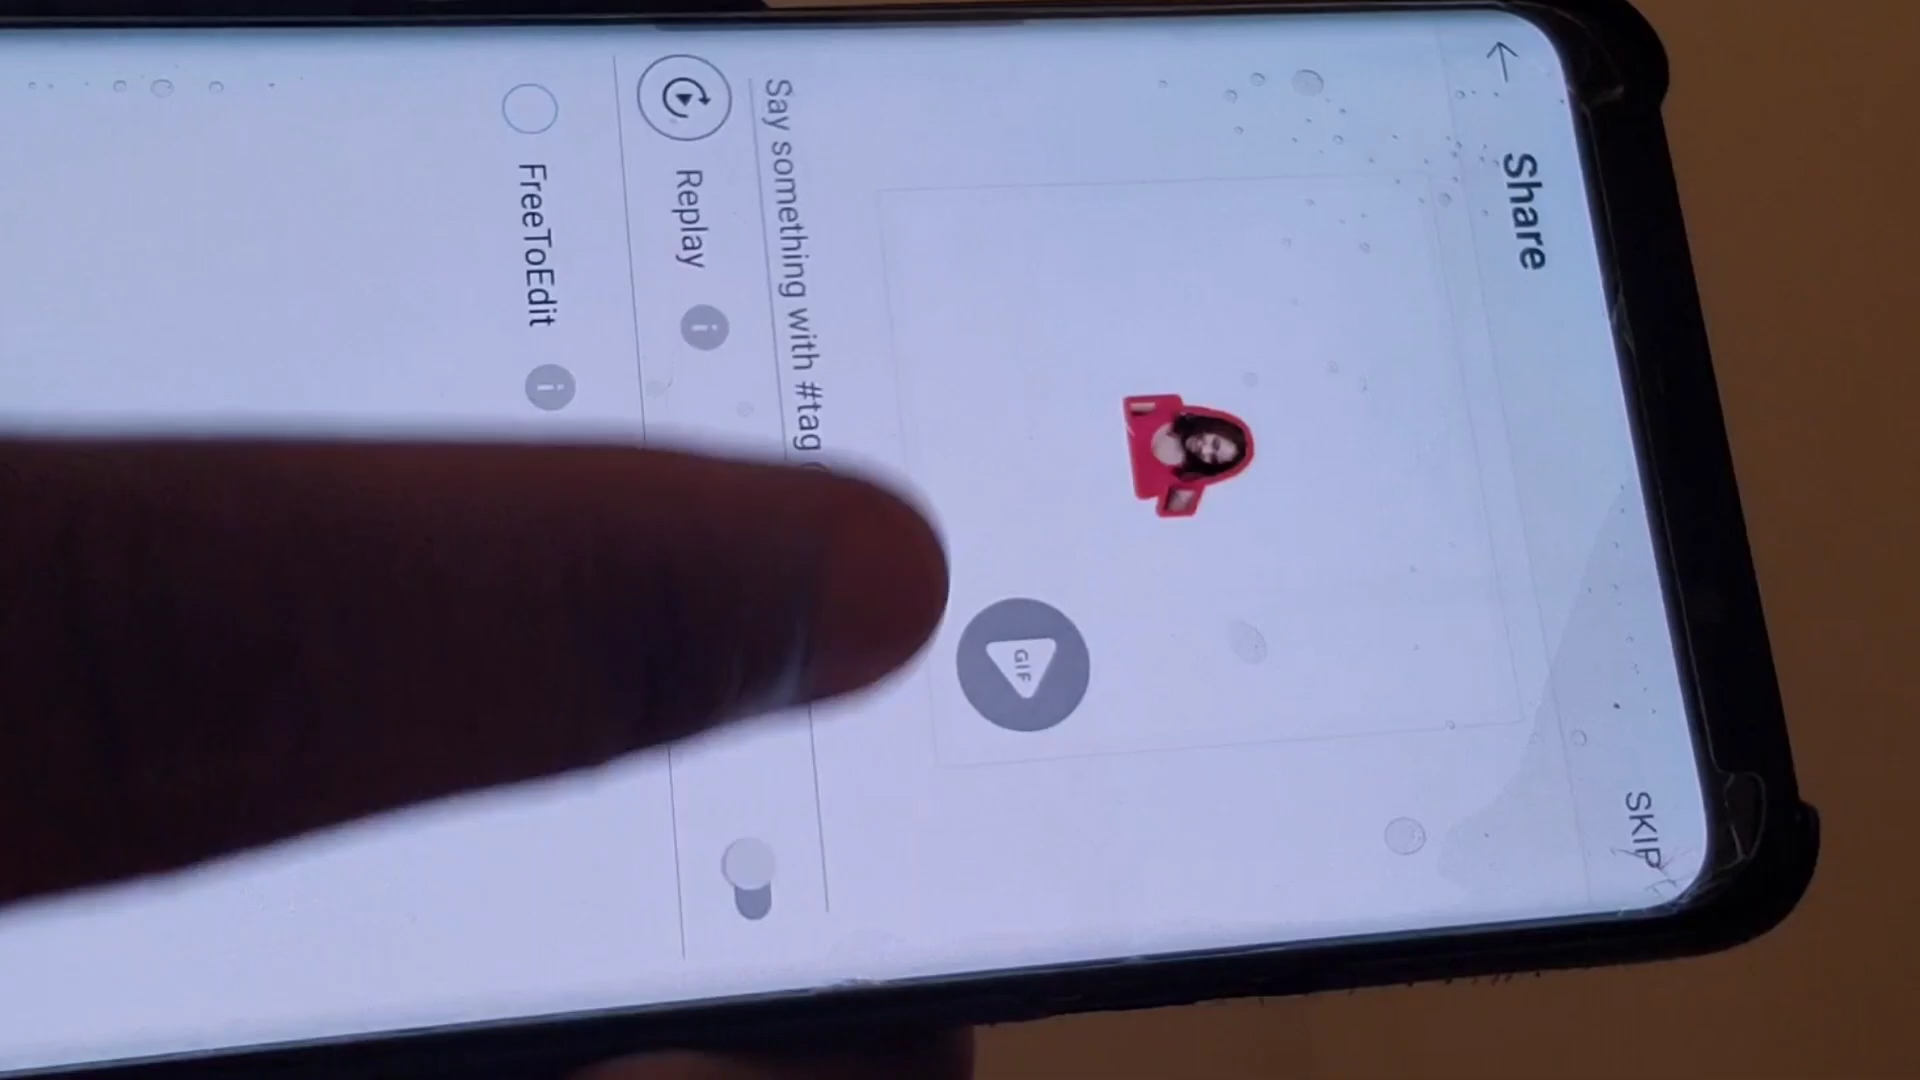 Share
SKIP
GIF
Say something with #tag
Replay
FreeToEdit